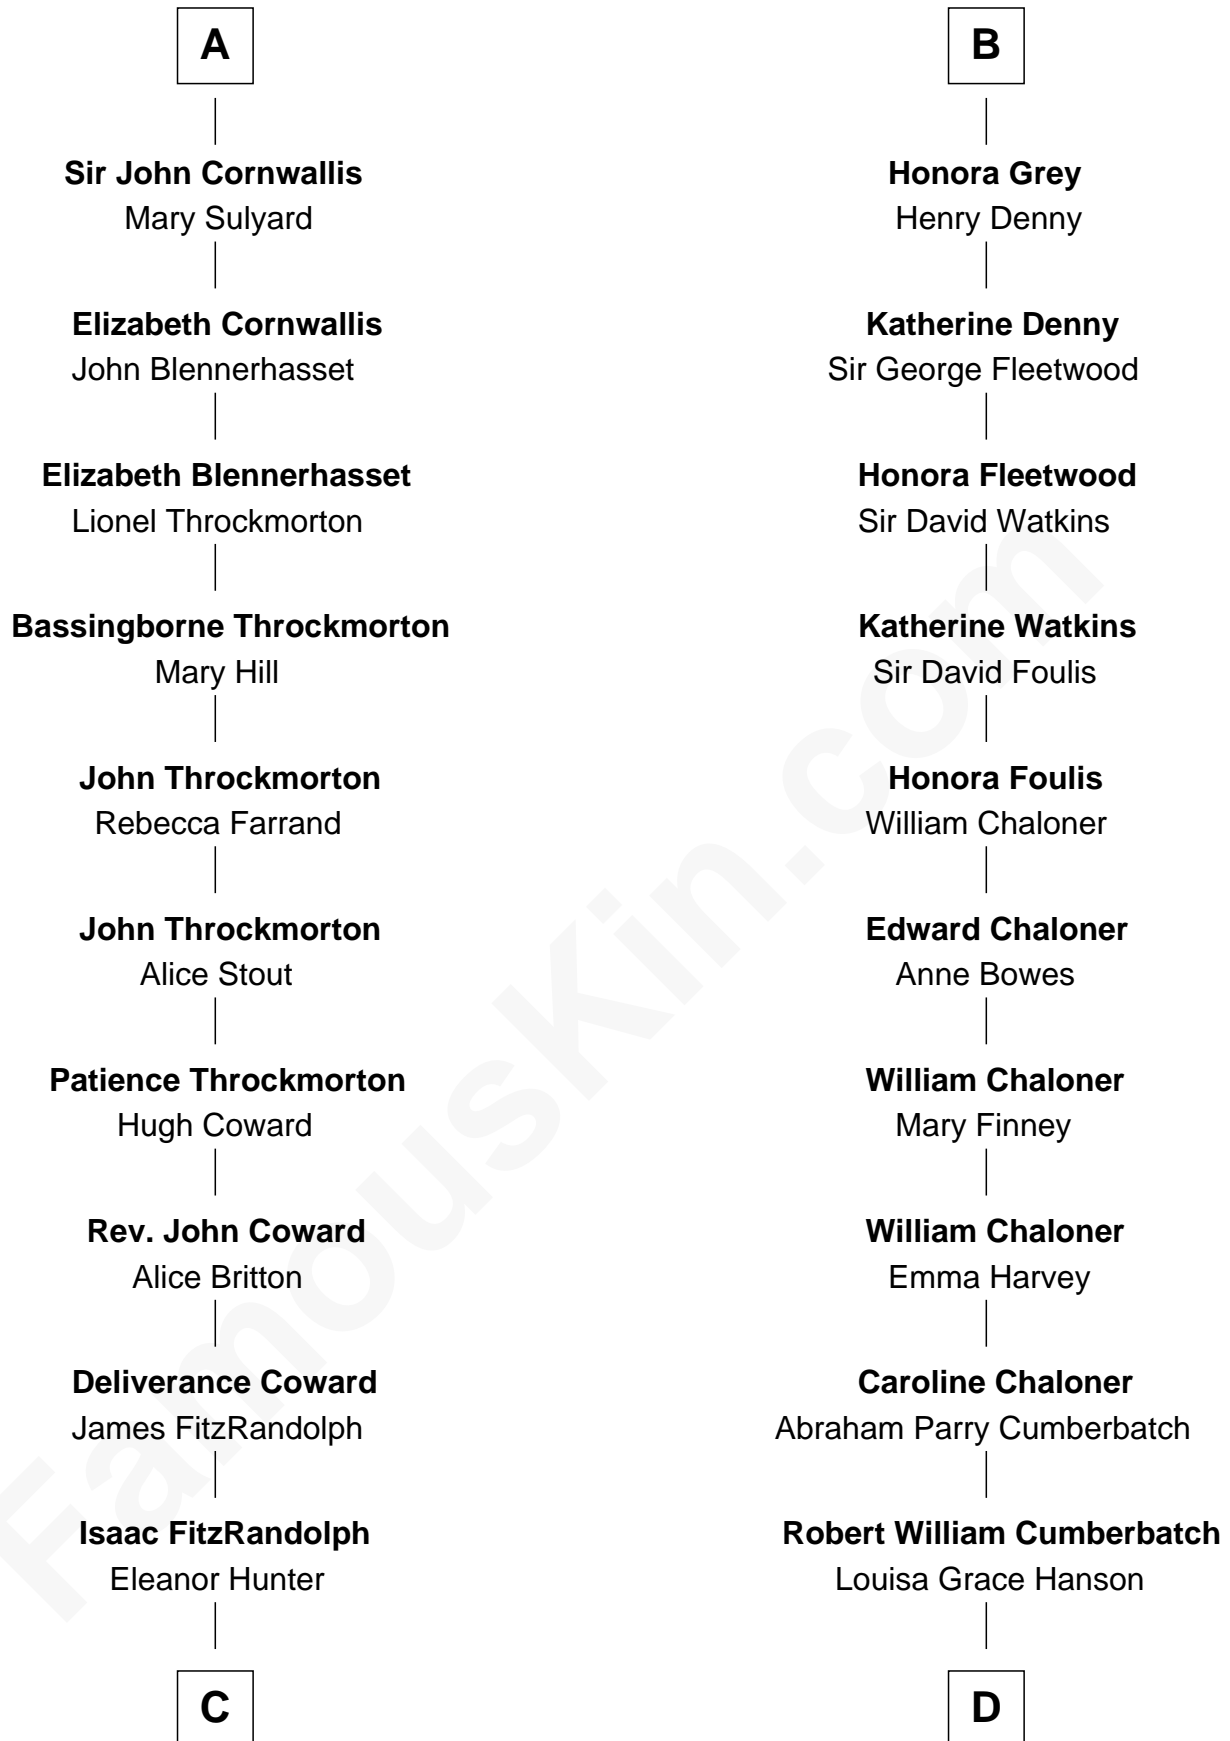 A
Sir John Cornwallis
Mary Sulyard
Elizabeth Cornwallis
John Blennerhasset
Elizabeth Blennerhasset
Lionel Throckmorton
Bassingborne Throckmorton
Mary Hill
John Throckmorton
Rebecca Farrand
John Throckmorton
Alice Stout
Patience Throckmorton
Hugh Coward
Rev. John Coward
Alice Britton
Deliverance Coward
James FitzRandolph
Isaac FitzRandolph
Eleanor Hunter
C
B
Honora Grey
Henry Denny
Katherine Denny
Sir George Fleetwood
Honora Fleetwood
Sir David Watkins
Katherine Watkins
Sir David Foulis
Honora Foulis
William Chaloner
Edward Chaloner
Anne Bowes
William Chaloner
Mary Finney
William Chaloner
Emma Harvey
Caroline Chaloner
Abraham Parry Cumberbatch
Robert William Cumberbatch
Louisa Grace Hanson
D
FamousKin.com